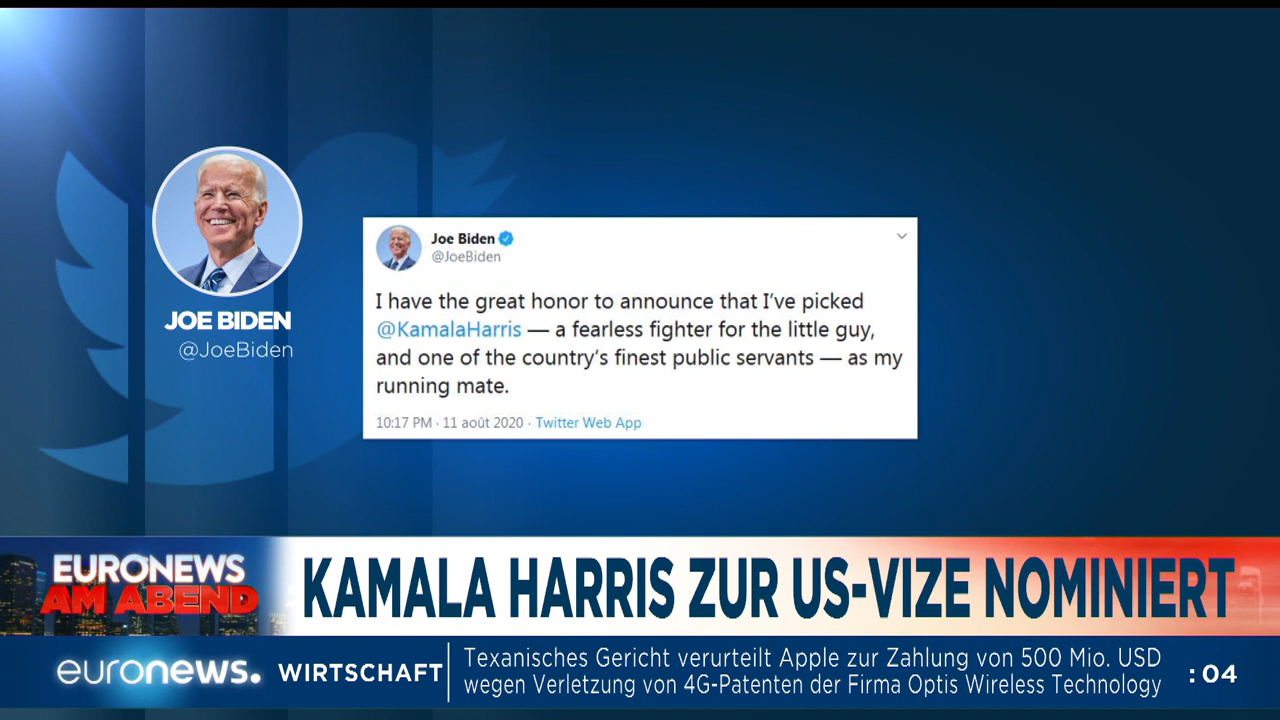 JOE BIDEN
@JoeBiden
Joe Biden
@JoeBiden
I have the great honor to announce that I've picked
@KamalaHarris — a fearless fighter for the little guy,
and one of the country's finest public servants — as my
running mate.
10:17 PM · 11 août 2020 · Twitter Web App
EURONEWS
AM ABEND
KAMALA HARRIS ZUR US-VIZE NOMINIERT
euronews.
WIRTSCHAFT
Texanisches Gericht verurteilt Apple zur Zahlung von 500 Mio. USD
wegen Verletzung von 4G-Patenten der Firma Optis Wireless Technology
:04